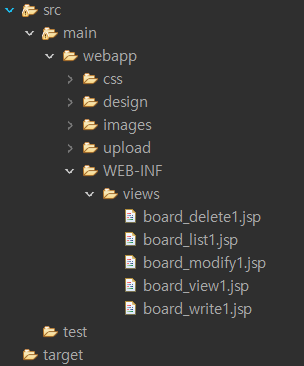 src
main
webapp
css
design
images
upload
WEB-INF
views
board_delete1.jsp
board_list1.jsp
board_modify1.jsp
board_view1.jsp
board_write1.jsp
test
target